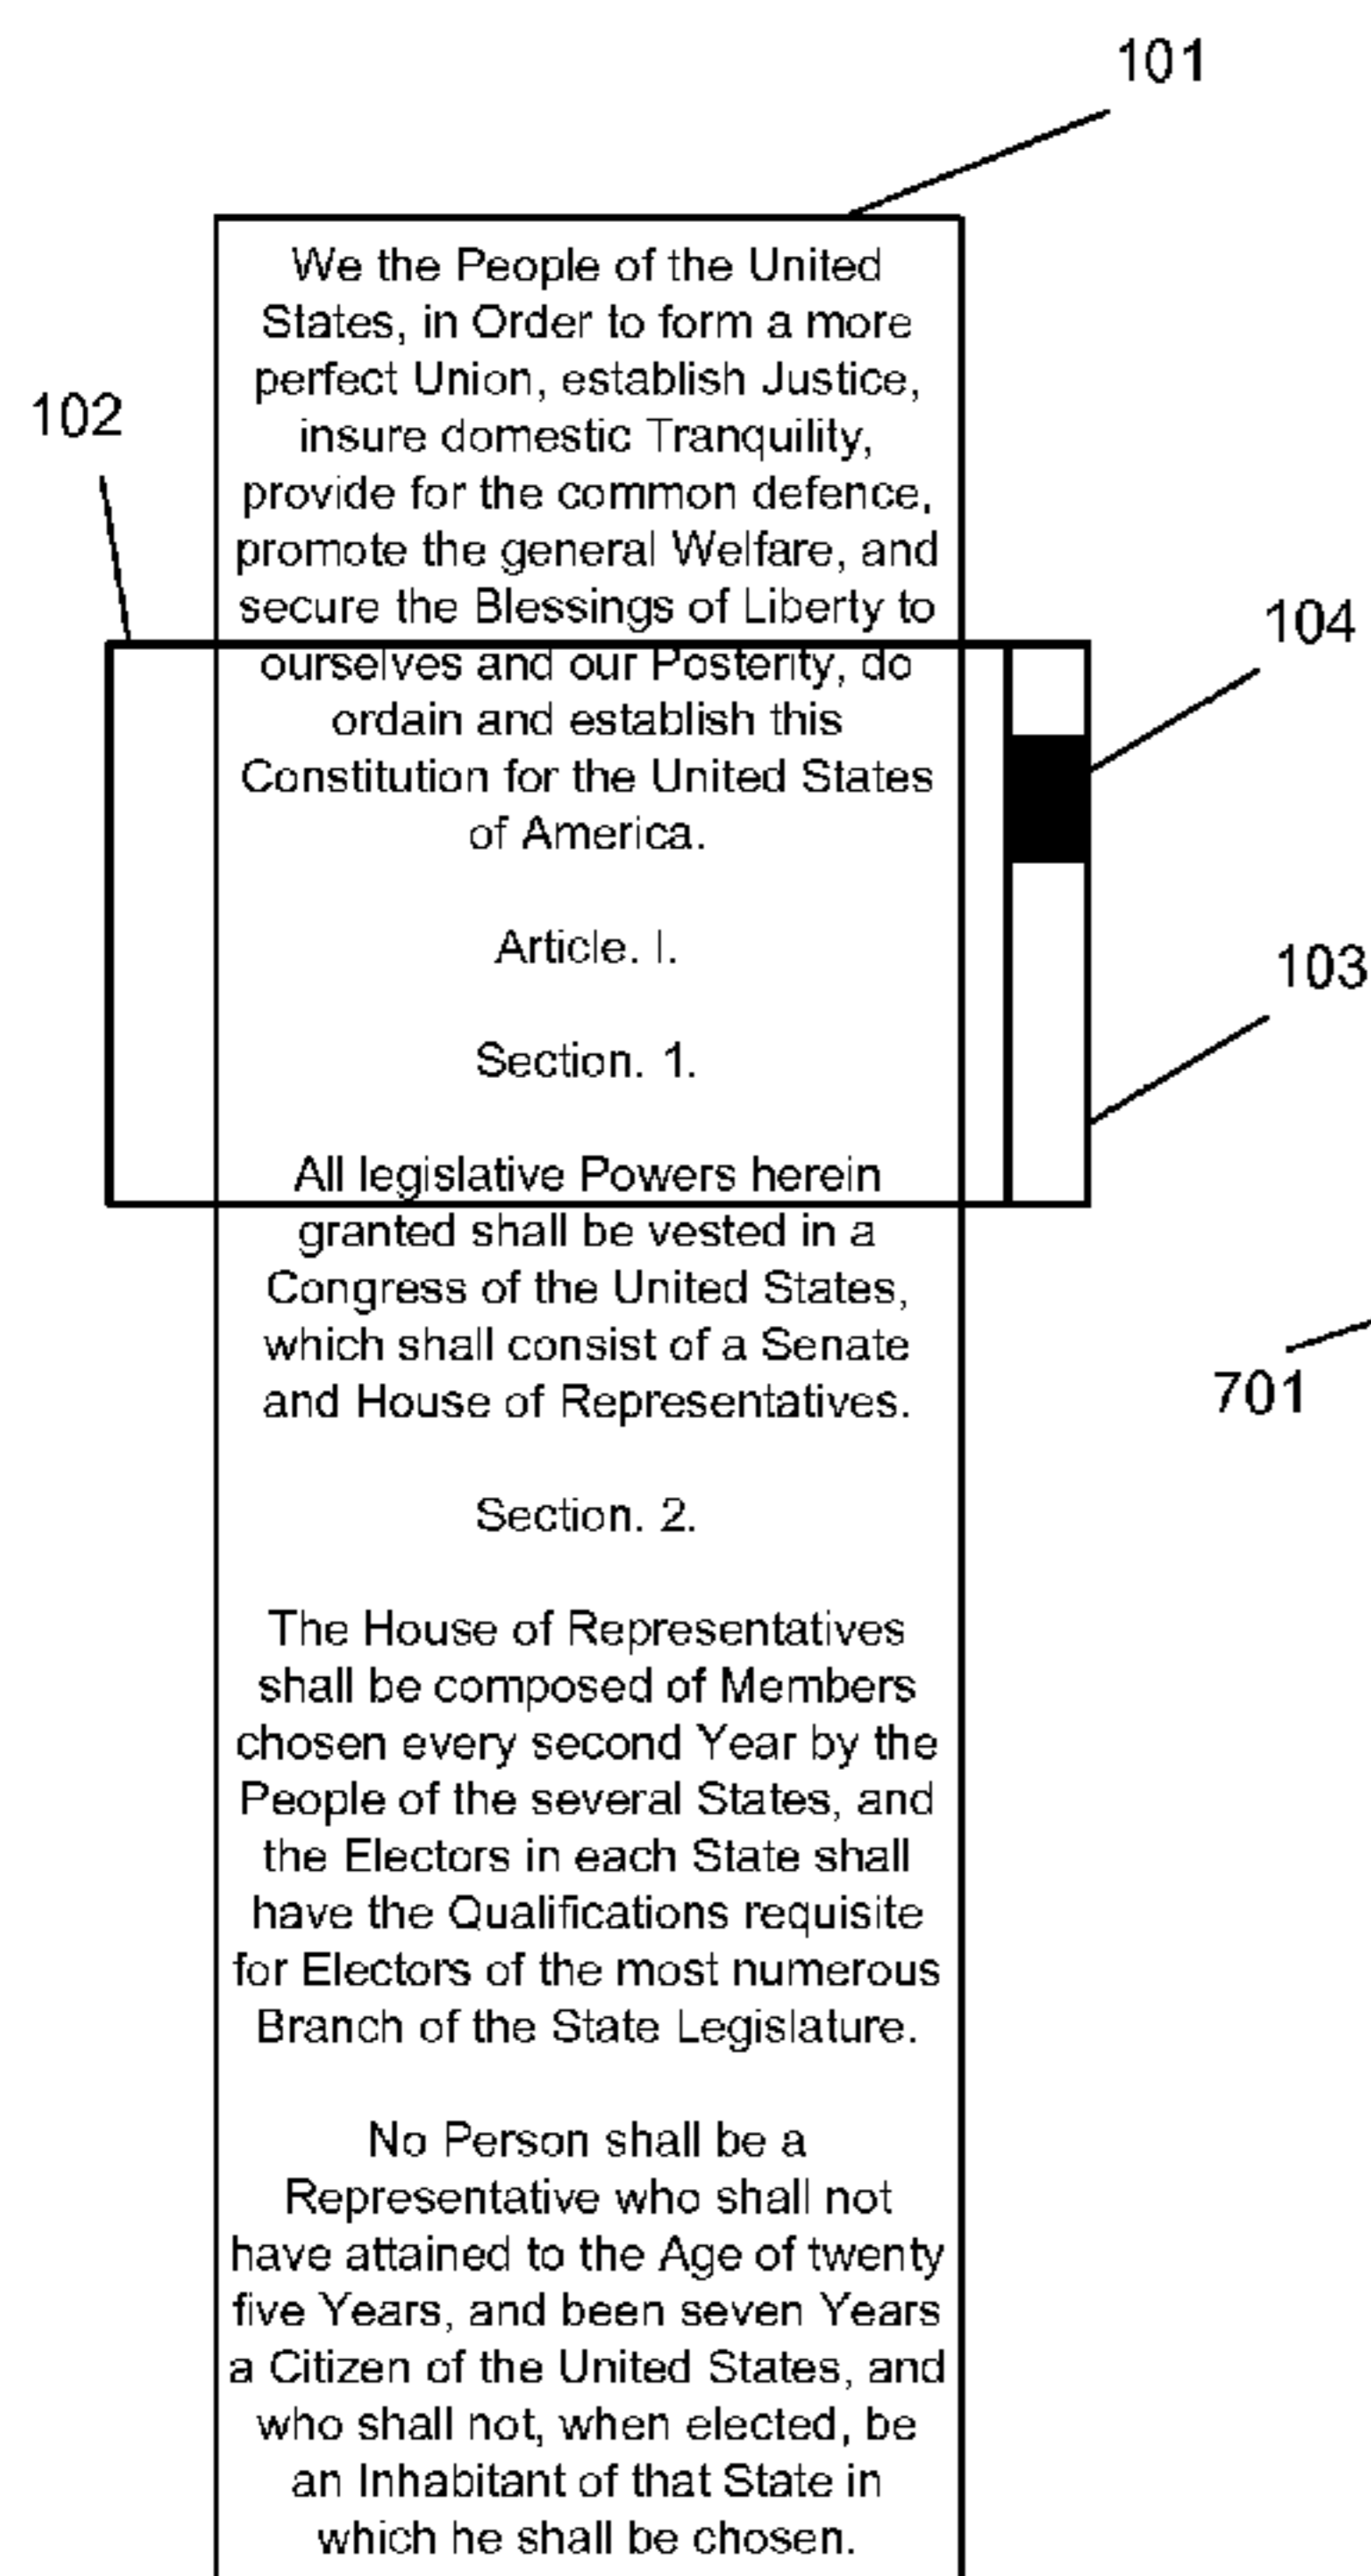 101
We the People of the United
States, in Order to form a more
perfect Union, establish Justice,
102
insure domestic Tranquility,
provide for the common defence,
promote the general Welfare, and
secure the Blessings of Liberty to
104
ourselves and our Posterity, do
ordain and establish this
Constitution for the United States
of America.
Article. I.
103
Section. 1.
All legislative Powers herein
granted shall be vested in a
Congress of the United States,
which shall consist of a Senate
701
and House of Representatives.
Section. 2.
The House of Representatives
shall be composed of Members
chosen every second Year by the
People of the several States, and
the Electors in each State shall
have the Qualifications requisite
for Electors of the most numerous
Branch of the State Legislature.
No Person shall be a
Representative who shall not
have attained to the Age of twenty
five Years, and been seven Years
a Citizen of the United States, and
who shall not, when elected, be
an Inhabitant of that State in
which he shall be chosen.